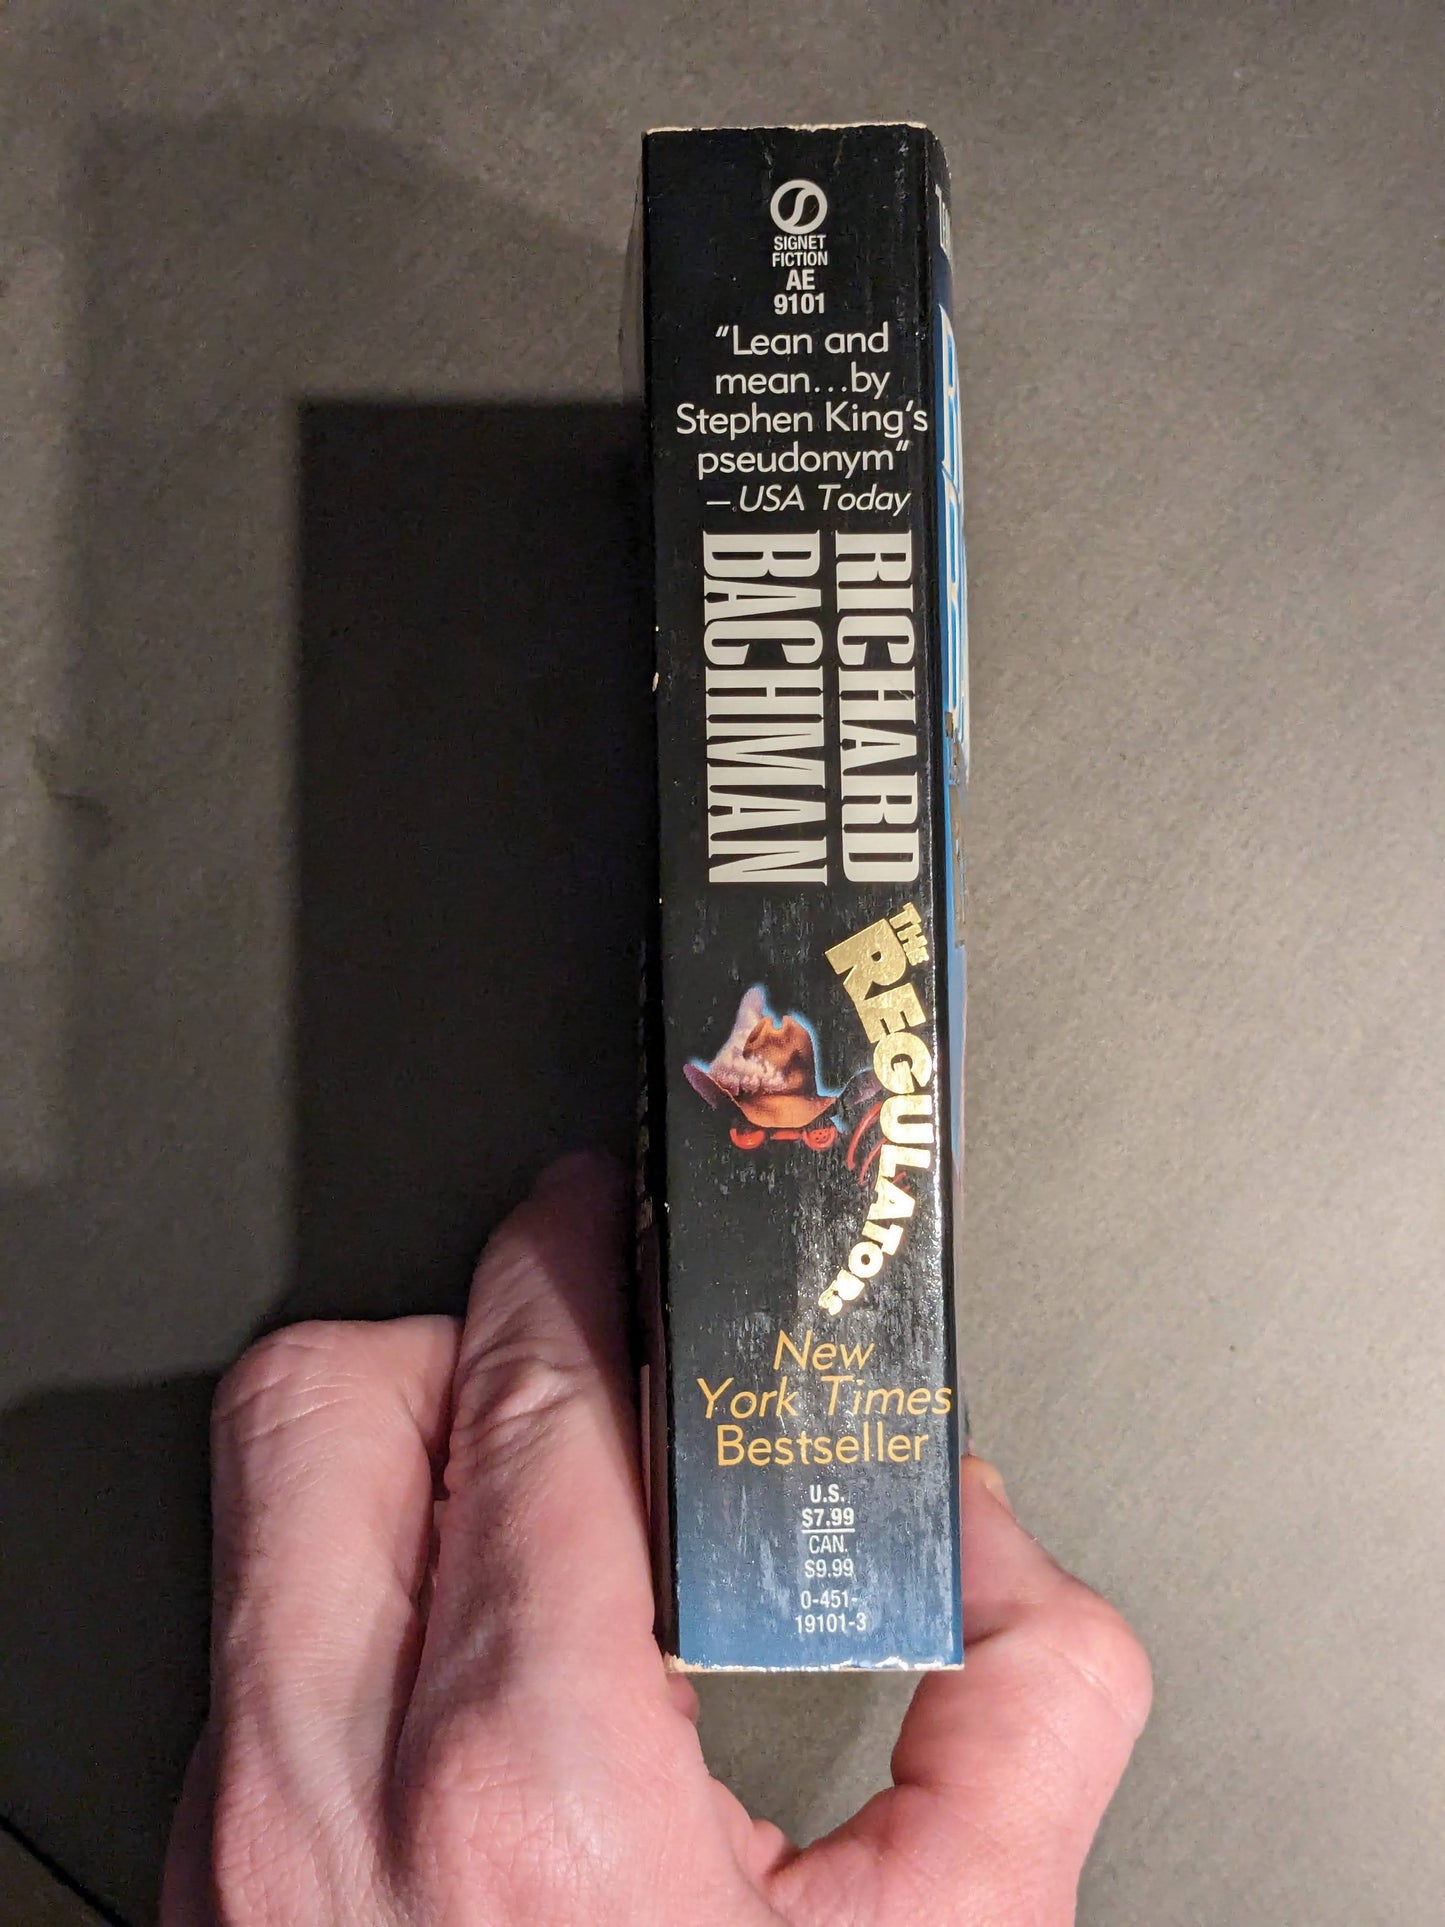 SIGNET
FICTION
AE
9101
"Lean and
mean...by
Stephen King's
pseudonym"
—USA Today
RICHARD
BACHMAN
THE
REGULATORS
New
York Times
Bestseller
U.S.
$7.99
CAN.
$9.99
0-451-
19101-3